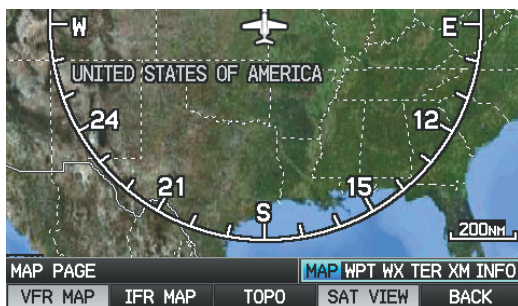 W E
UNITED STATES OF AMERICA
24 12
21 15
S
200NM
MAP PAGE MAP WPT WX TER XM INFO
VFR MAP IFR MAP TOPO SAT VIEW BACK